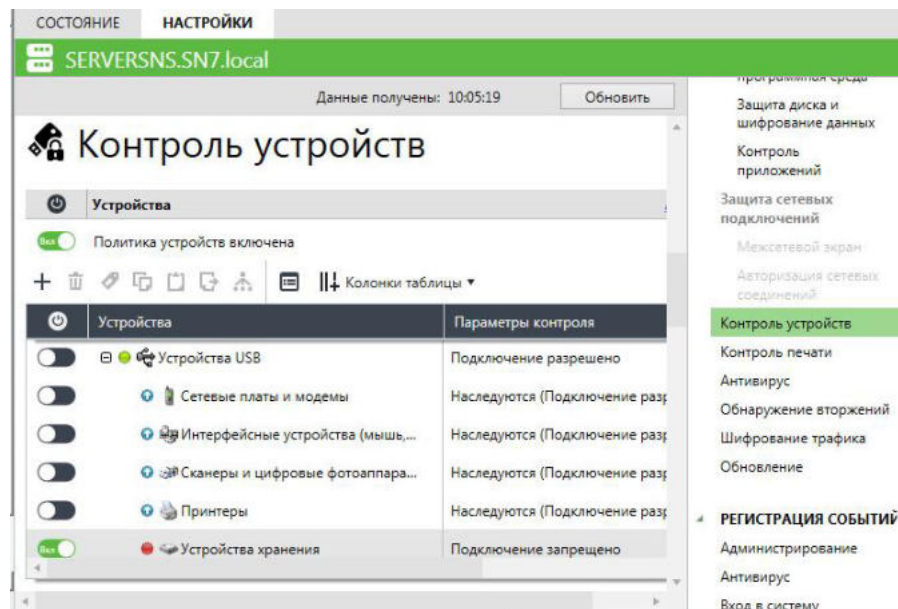 СОСТОЯНИЕ НАСТРОЙКИ
SERVERSNS.SN7.local
Данные получены: 10:05:19 Обновить
Контроль устройств
Устройства
Вкл Политика устройств включена
Колонки таблицы
Устройства Параметры контроля
Устройства USB Подключение разрешено
Сетевые платы и модемы Наследуются (Подключение разр
Интерфейсные устройства (мышь,... Наследуются (Подключение разр
Сканеры и цифровые фотоаппара... Наследуются (Подключение разр
Принтеры Наследуются (Подключение разр
Вкл Устройства хранения Подключение запрещено
программная среда
Защита диска и
шифрование данных
Контроль
приложений
Защита сетевых
подключений
Межсетевой экран
Авторизация сетевых
соединений
Контроль устройств
Контроль печати
Антивирус
Обнаружение вторжений
Шифрование трафика
Обновление
РЕГИСТРАЦИЯ СОБЫТИЙ
Администрирование
Антивирус
Вход в систему